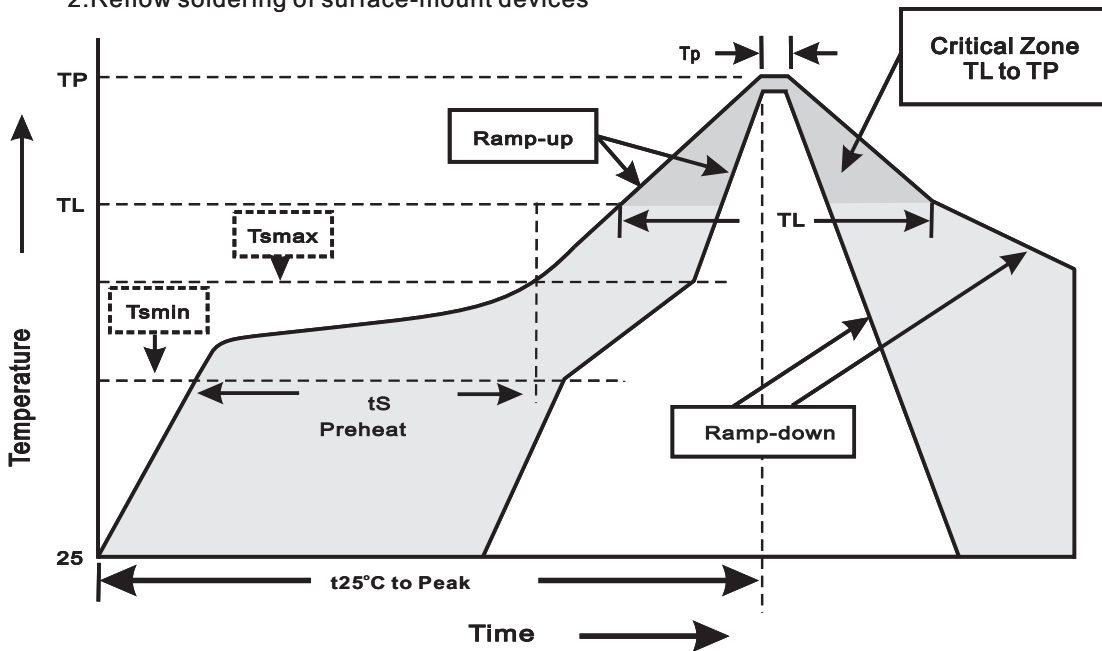 2.Reflow soldering of surface-mount devices
Tp
Critical Zone
TL to TP
TP
Ramp-up
TL
TL
Tsmax
Tsmin
tS
Preheat
Ramp-down
Temperature
25
t25°C to Peak
Time